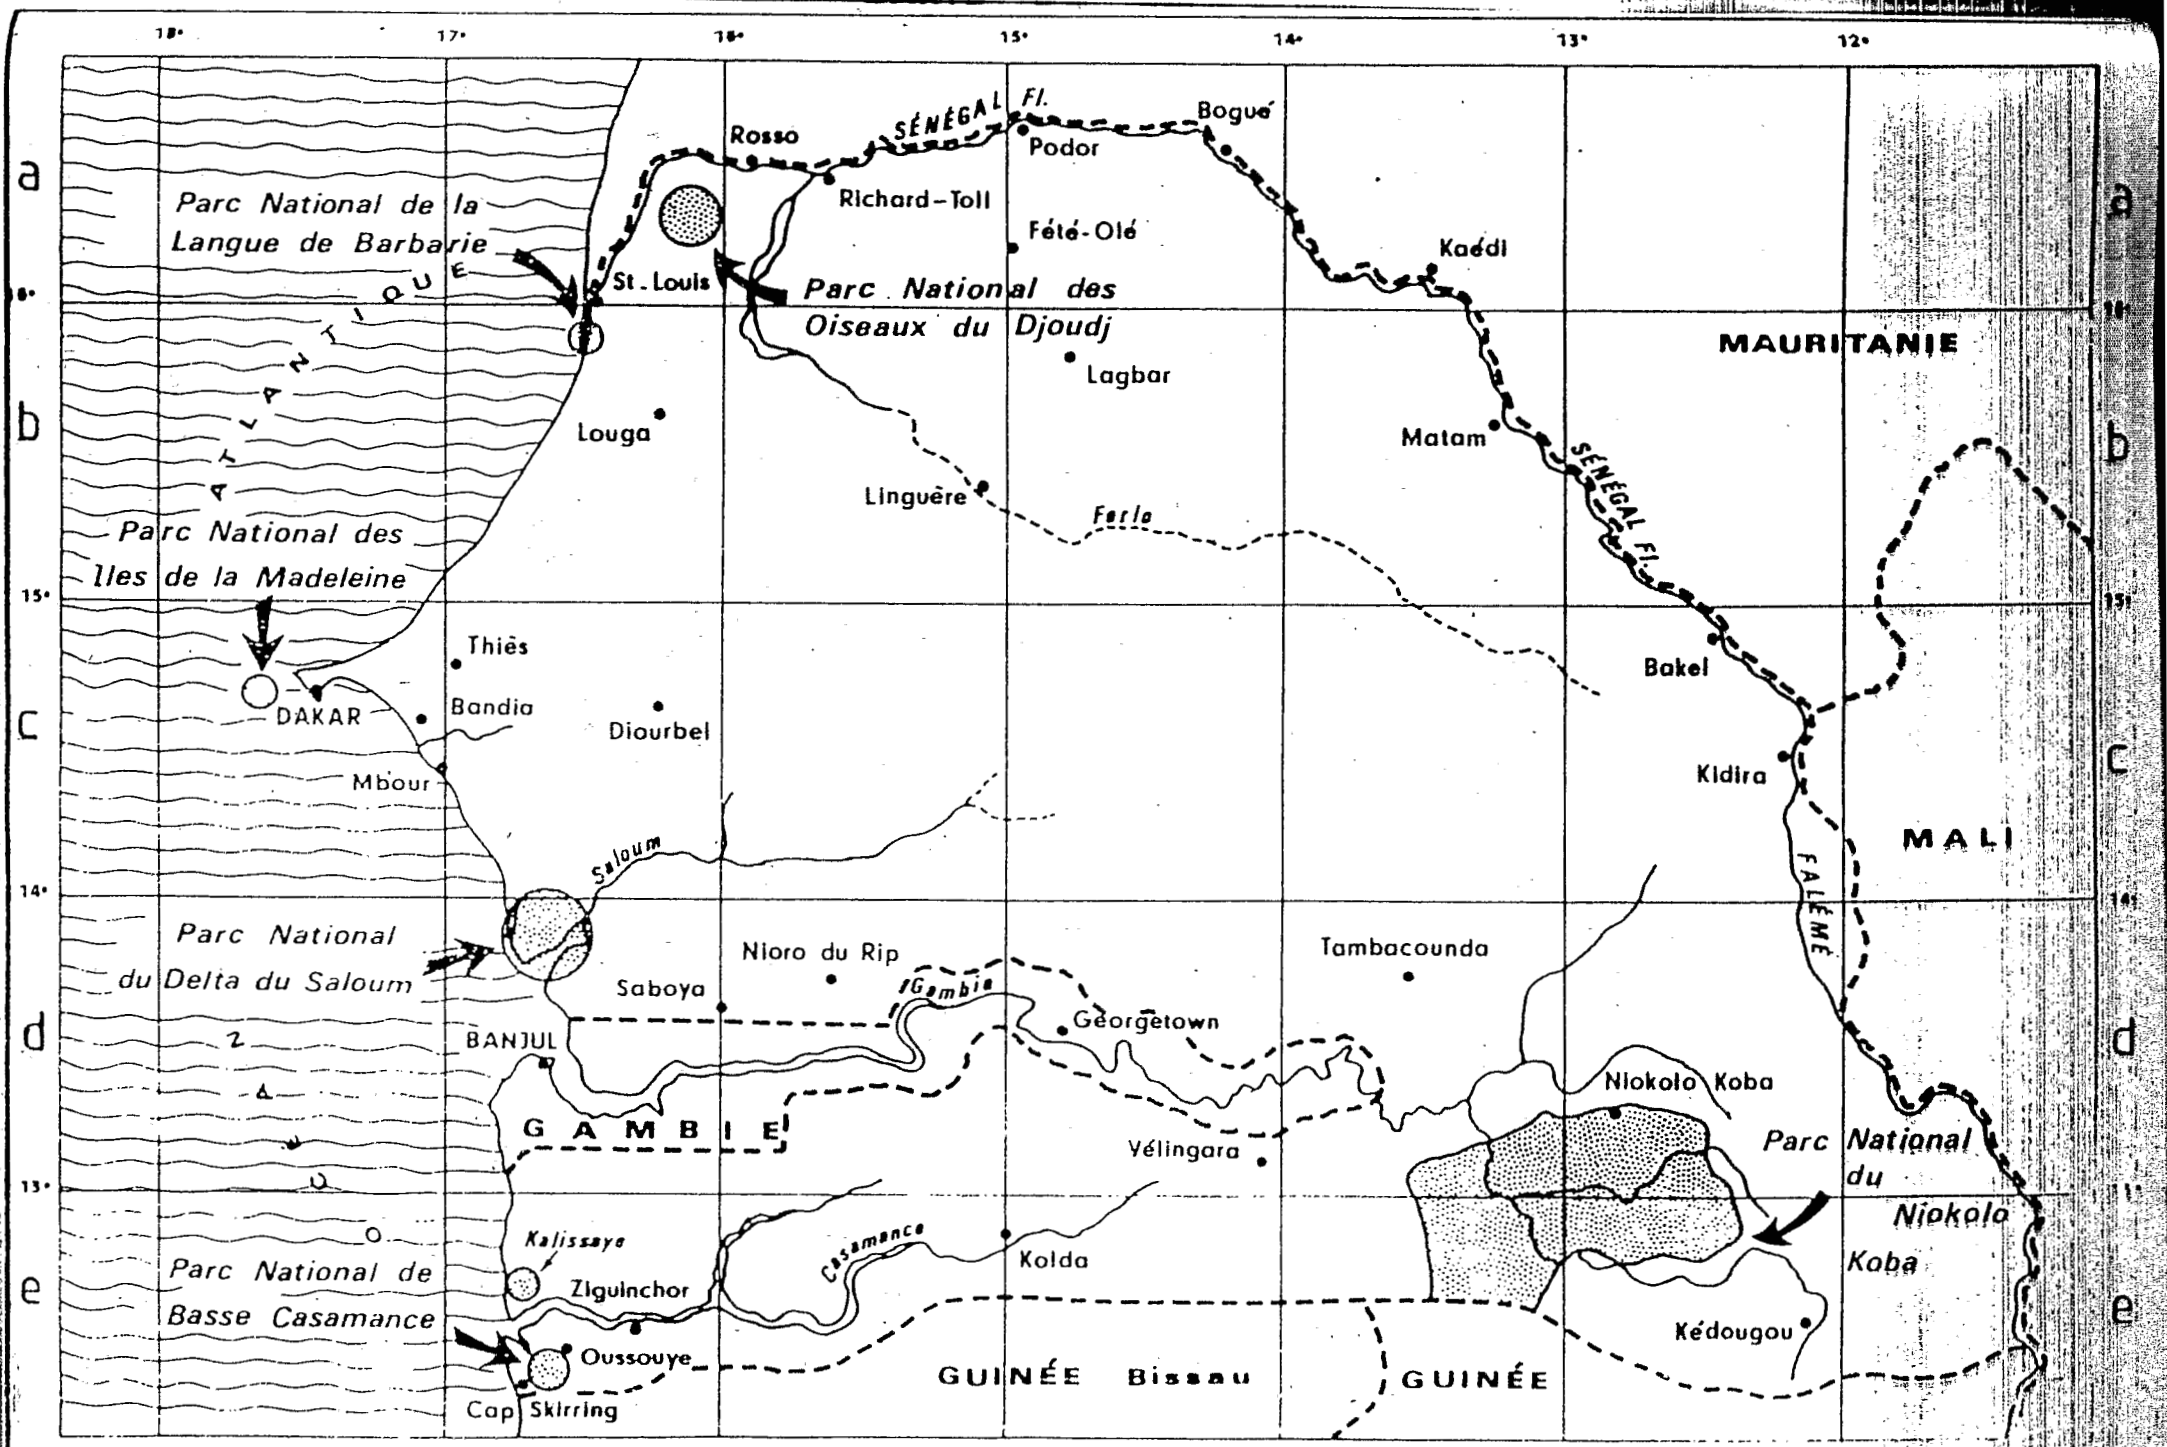 18° 17° 16° 15° 14° 13° 12°
SÉNÉGAL Fl.
Bogué
Rosso
Podor
a
Richard-Toll
a
Parc National de la
Langue de Barbarie
Fété-Olé
Kaédi
St. Louis
Parc National des
Oiseaux du Djoudj
16°
16°
MAURITANIE
ATLANTIQUE
Lagbar
b
Louga
Matam
b
SÉNÉGAL Fl.
Linguère
Ferlo
Parc National des
Iles de la Madeleine
15°
15°
Thiès
Bakel
Bandia
DAKAR
c
Diourbel
c
Mbour
Kidira
MALI
Saloum
FALÉMÉ
14°
14°
Parc National
du Delta du Saloum
Nioro du Rip
Tambacounda
Saboya
Gambie
Georgetown
BANJUL
d
d
Niokolo Koba
GAMBIE
Vélingara
Parc National
du
Niokolo
Koba
13°
OCEAN
Kalissaye
Casamance
Kolda
Parc National de
Basse Casamance
Ziguinchor
e
e
Kédougou
Oussouye
GUINÉE Bissau
GUINÉE
Cap Skirring